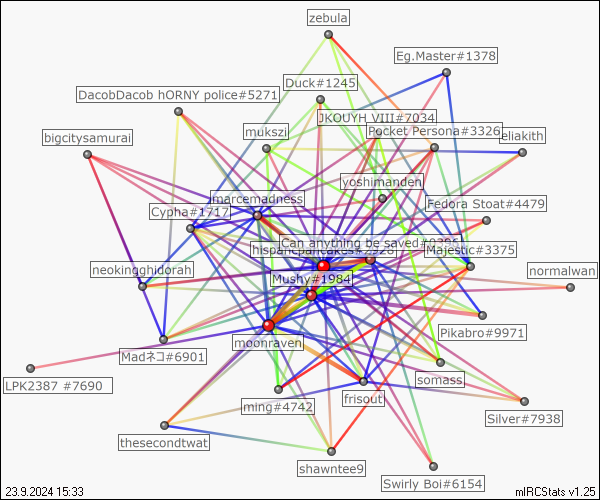 zebula
Eg.Master#1378
Duck#1245
DacobDacob hORNY police#5271
JKOUYH_VIII#7034
Pocket Persona#3326
mukszi
eliakith
bigcitysamurai
yoshimanden
marcemadness
Fedora Stoat#4479
Cypha#1717
Can anything be saved
hispancpancakes#2228
Majestic#3375
neokingghidorah
Mushy#1984
normalwan
Pikabro#9971
moonraven
Madネコ#6901
somass
LPK2387 #7690
ming#4742
frisout
Silver#7938
thesecondtwat
shawntee9
Swirly Boi#6154
23.9.2024 15:33
mIRCStats v1.25